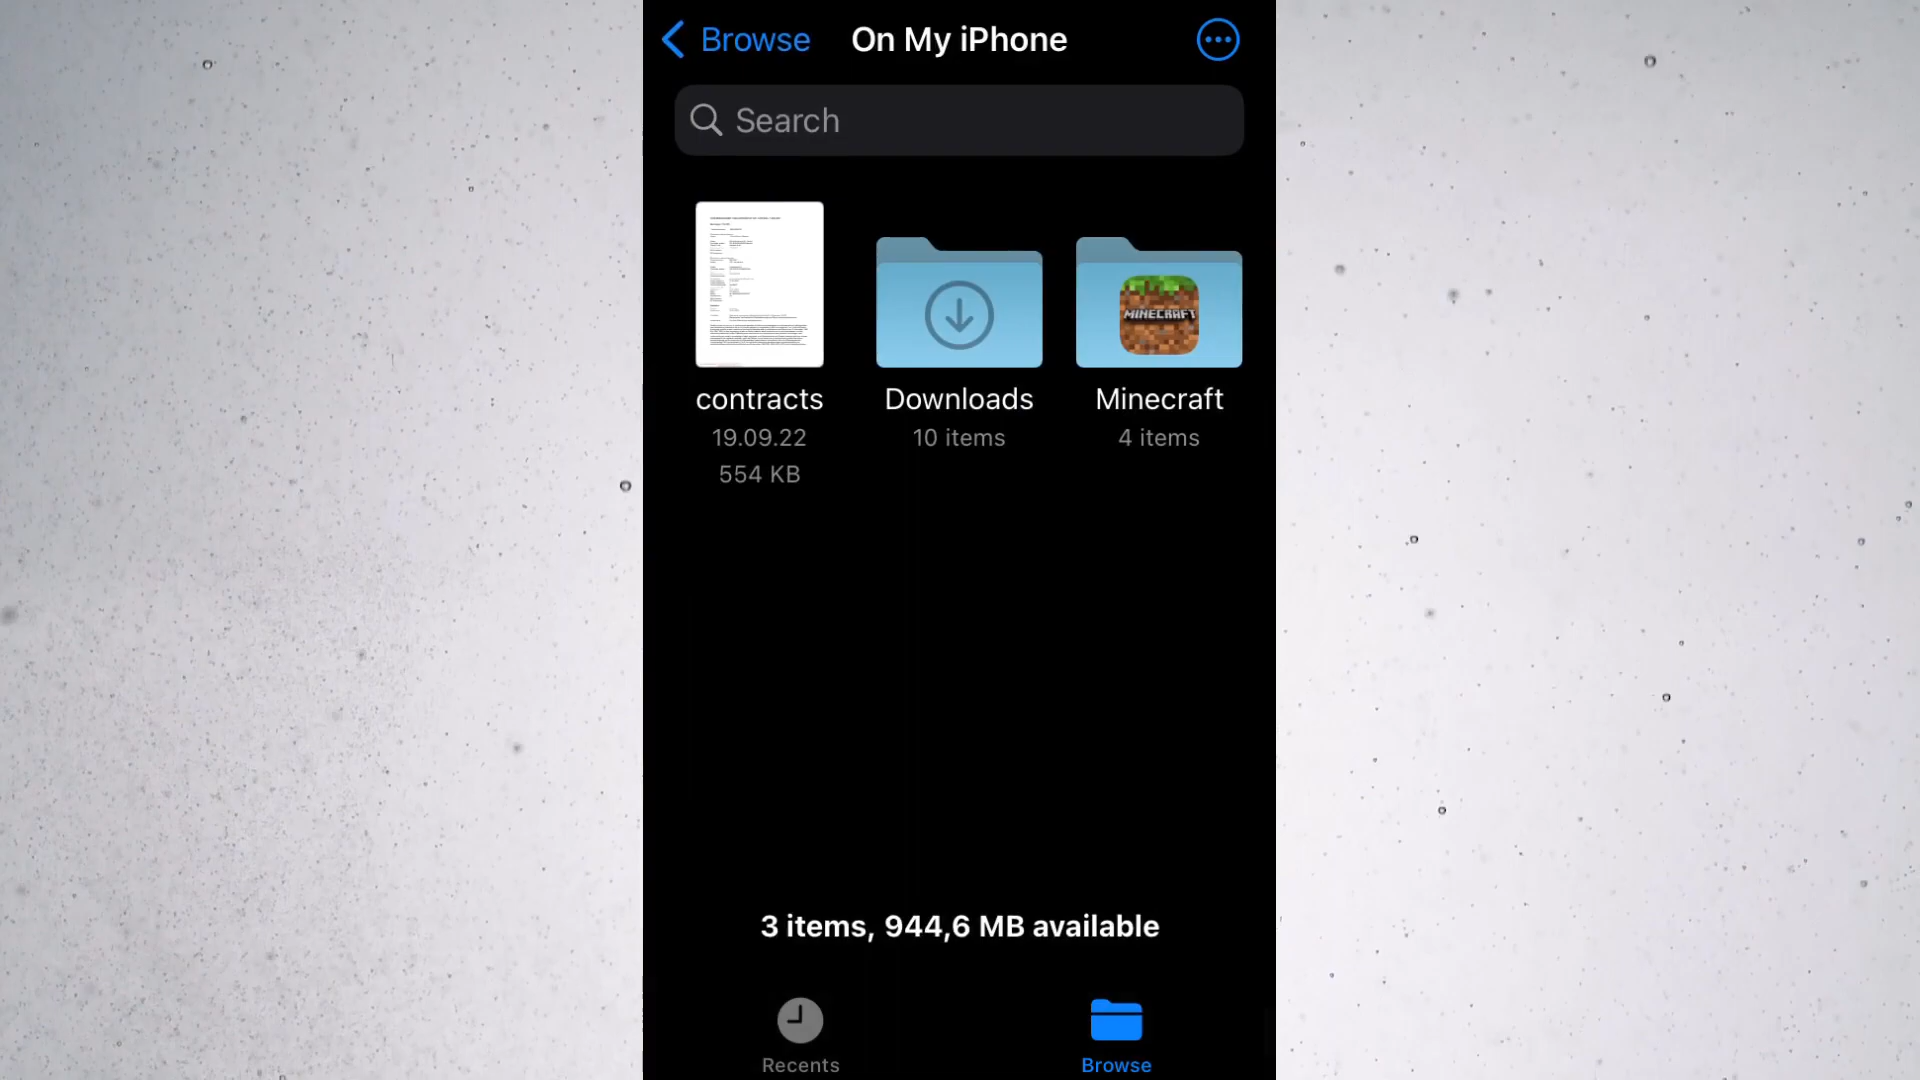 Browse
On My iPhone
Search
MINECRAFT
contracts
Downloads
Minecraft
19.09.22
10 items
4 items
554 KB
3 items, 944,6 MB available
Recents
Browse